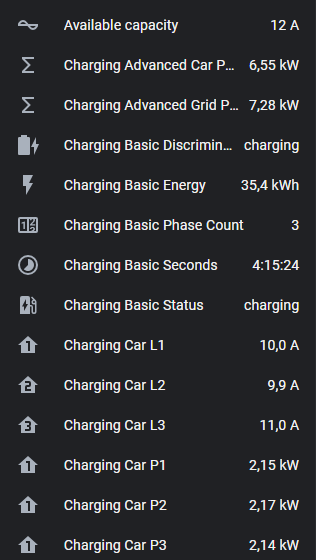 Available capacity 12 A
Charging Advanced Car P... 6,55 kW
Charging Advanced Grid P... 7,28 kW
Charging Basic Discrimin... charging
Charging Basic Energy 35,4 kWh
Charging Basic Phase Count 3
Charging Basic Seconds 4:15:24
Charging Basic Status charging
Charging Car L1 10,0 A
Charging Car L2 9,9 A
Charging Car L3 11,0 A
Charging Car P1 2,15 kW
Charging Car P2 2,17 kW
Charging Car P3 2,14 kW